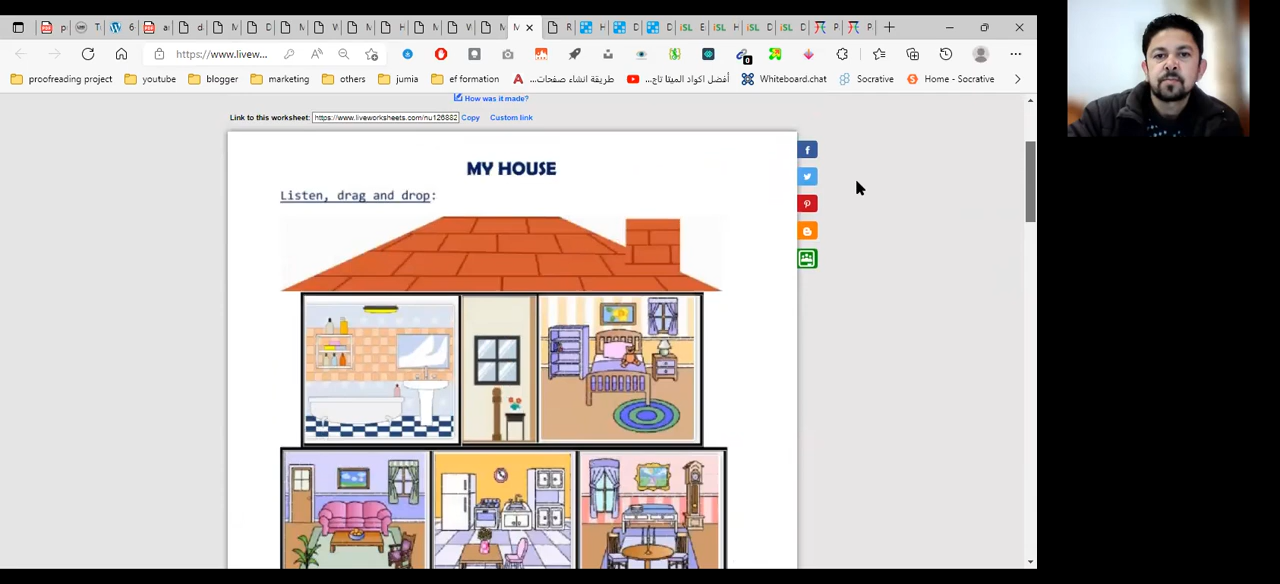 https://www.livew...
proofreading project youtube blogger marketing others jumia ef formation طريقة انشاء صفحات... أفضل اكواد الميتا تاج... Whiteboard.chat Socrative Home - Socrative
How was it made?
Link to this worksheet: https://www.liveworksheets.com/nu126882 Copy Custom link
MY HOUSE
Listen, drag and drop: